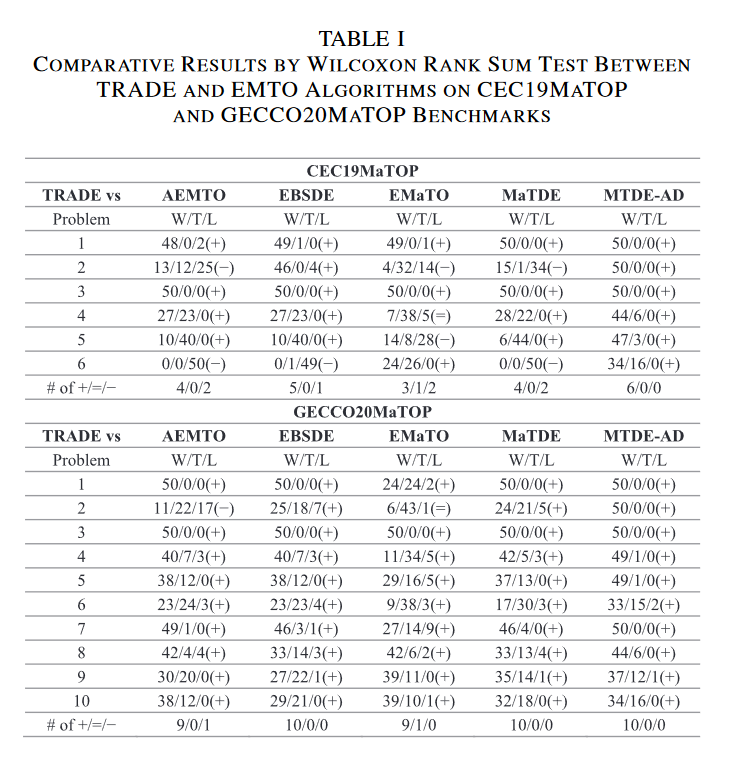 TABLE I
COMPARATIVE RESULTS BY WILCOXON RANK SUM TEST BETWEEN
TRADE AND EMTO ALGORITHMS ON CEC19MATOP
AND GECCO20MATOP BENCHMARKS
CEC19MaTOP
TRADE vs AEMTO EBSDE EMaTO MaTDE MTDE-AD
Problem W/T/L W/T/L W/T/L W/T/L W/T/L
1 48/0/2(+) 49/1/0(+) 49/0/1(+) 50/0/0(+) 50/0/0(+)
2 13/12/25(−) 46/0/4(+) 4/32/14(−) 15/1/34(−) 50/0/0(+)
3 50/0/0(+) 50/0/0(+) 50/0/0(+) 50/0/0(+) 50/0/0(+)
4 27/23/0(+) 27/23/0(+) 7/38/5(=) 28/22/0(+) 44/6/0(+)
5 10/40/0(+) 10/40/0(+) 14/8/28(−) 6/44/0(+) 47/3/0(+)
6 0/0/50(−) 0/1/49(−) 24/26/0(+) 0/0/50(−) 34/16/0(+)
# of +/=/− 4/0/2 5/0/1 3/1/2 4/0/2 6/0/0
GECCO20MaTOP
TRADE vs AEMTO EBSDE EMaTO MaTDE MTDE-AD
Problem W/T/L W/T/L W/T/L W/T/L W/T/L
1 50/0/0(+) 50/0/0(+) 24/24/2(+) 50/0/0(+) 50/0/0(+)
2 11/22/17(−) 25/18/7(+) 6/43/1(=) 24/21/5(+) 50/0/0(+)
3 50/0/0(+) 50/0/0(+) 50/0/0(+) 50/0/0(+) 50/0/0(+)
4 40/7/3(+) 40/7/3(+) 11/34/5(+) 42/5/3(+) 49/1/0(+)
5 38/12/0(+) 38/12/0(+) 29/16/5(+) 37/13/0(+) 49/1/0(+)
6 23/24/3(+) 23/23/4(+) 9/38/3(+) 17/30/3(+) 33/15/2(+)
7 49/1/0(+) 46/3/1(+) 27/14/9(+) 46/4/0(+) 50/0/0(+)
8 42/4/4(+) 33/14/3(+) 42/6/2(+) 33/13/4(+) 44/6/0(+)
9 30/20/0(+) 27/22/1(+) 39/11/0(+) 35/14/1(+) 37/12/1(+)
10 38/12/0(+) 29/21/0(+) 39/10/1(+) 32/18/0(+) 34/16/0(+)
# of +/=/− 9/0/1 10/0/0 9/1/0 10/0/0 10/0/0